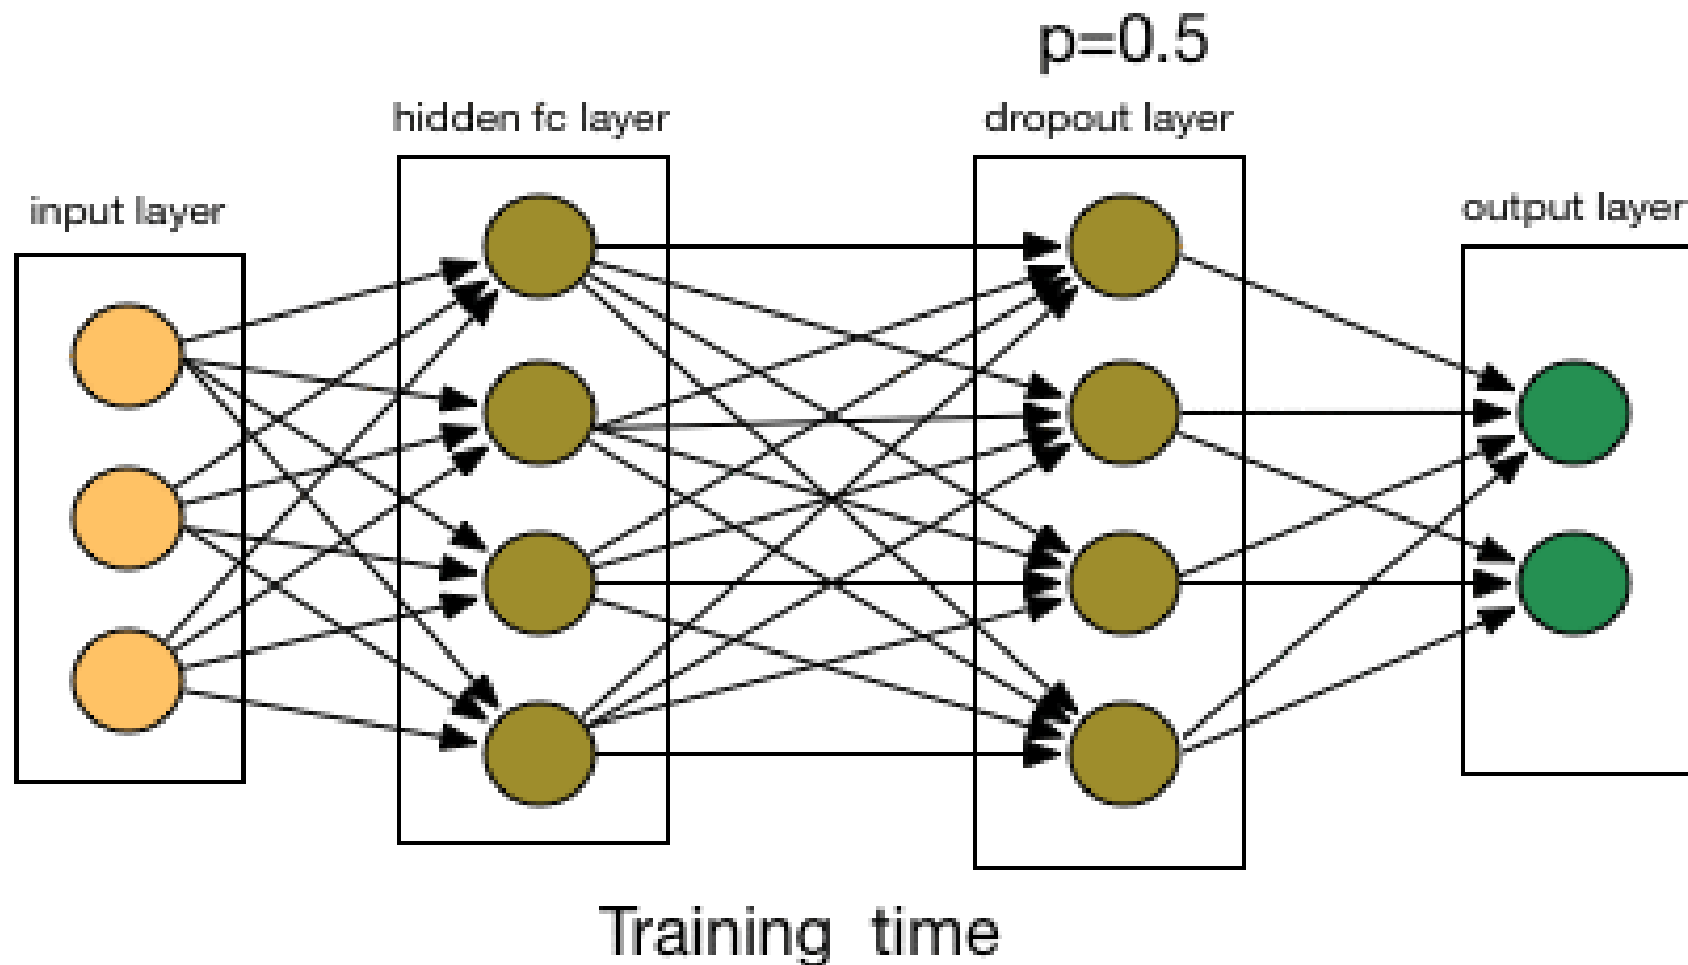 p=0.5
hidden fc layer
dropout layer
input layer
output layer
Training time